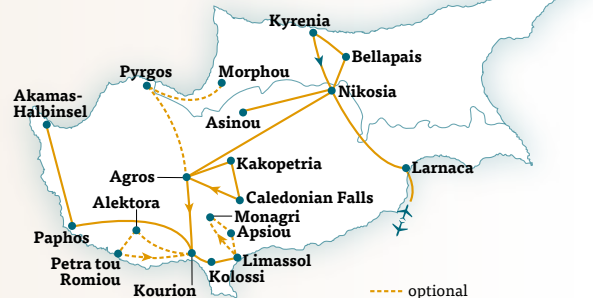 Kyrenia
Bellapais
Pyrgos
Morphou
Nikosia
Akamas-
Halbinsel
Asinou
Kakopetria
Larnaca
Agros
Caledonian Falls
Alektora
Monagri
Apsiou
Paphos
Petra tou
Romiou
Limassol
Kolossi
Kourion
optional